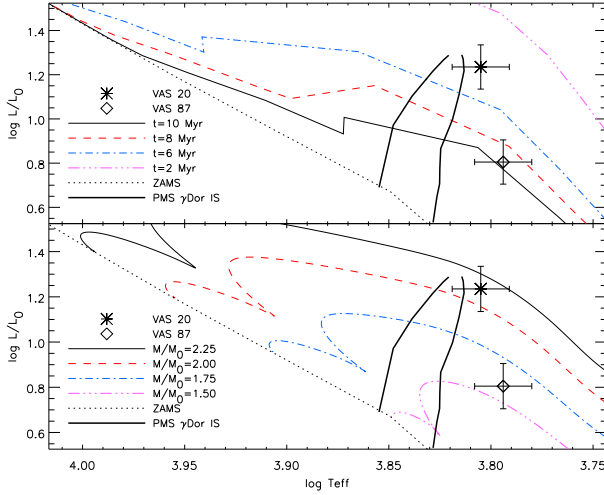 1.4
1.2
1.0
0.8
0.6
log L/L₀
VAS 20
VAS 87
t=10 Myr
t=8 Myr
t=6 Myr
t=2 Myr
ZAMS
PMS γDor IS
1.4
1.2
1.0
0.8
0.6
log L/L₀
VAS 20
VAS 87
M/M₀=2.25
M/M₀=2.00
M/M₀=1.75
M/M₀=1.50
ZAMS
PMS γDor IS
4.00 3.95 3.90 3.85 3.80 3.74
log Teff